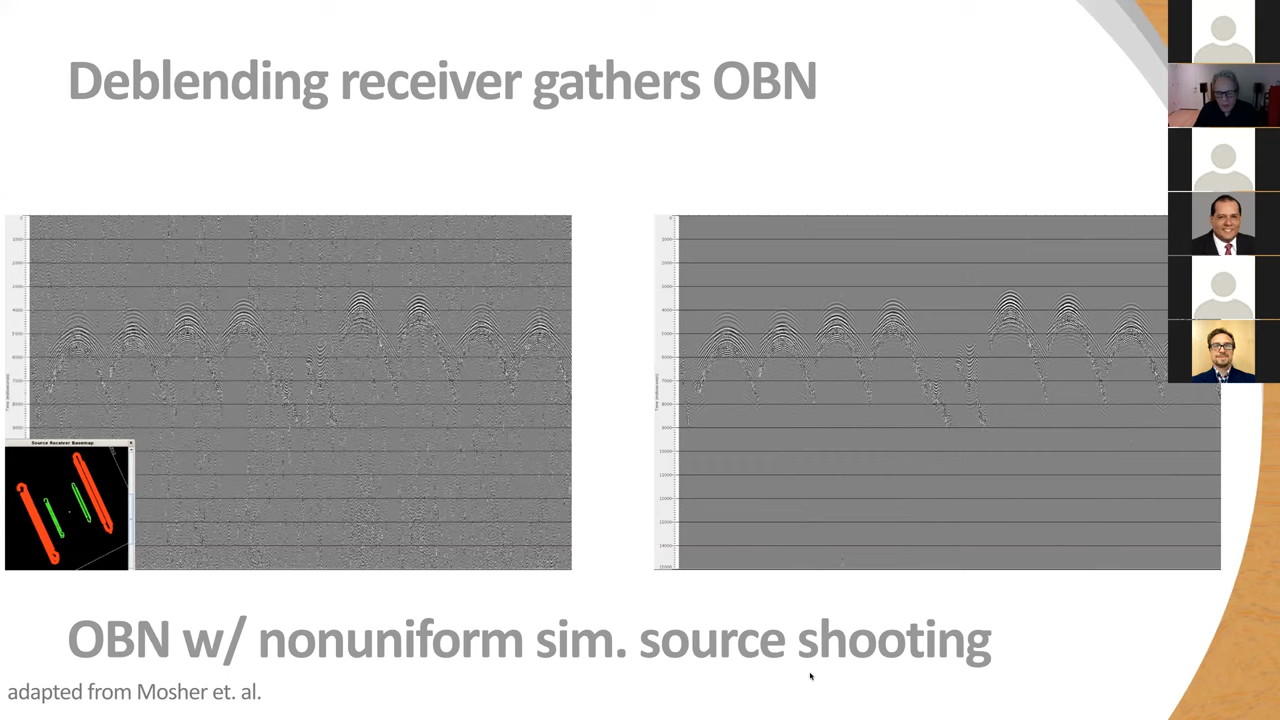 Deblending receiver gathers OBN
Source Receiver Basemap
OBN w/ nonuniform sim. source shooting
adapted from Mosher et. al.